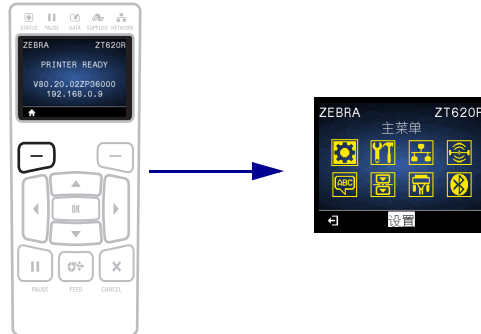 STATUS PAUSE DATA SUPPLIES NETWORK
ZEBRA ZT620R
PRINTER READY
V80.20.02ZP36000
192.168.0.9
OK
PAUSE FEED CANCEL
ZEBRA ZT620R
主菜单
ABC
设置